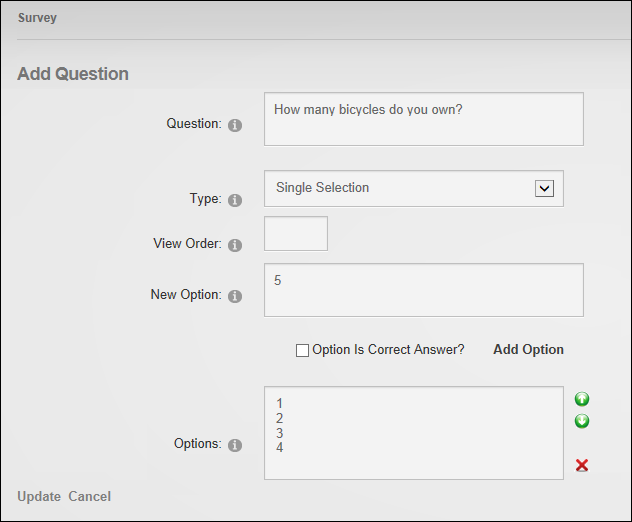 Survey
Add Question
Question:
How many bicycles do you own?
Type:
Single Selection
View Order:
New Option:
5
Option Is Correct Answer? Add Option
Options:
1
2
3
4
Update Cancel